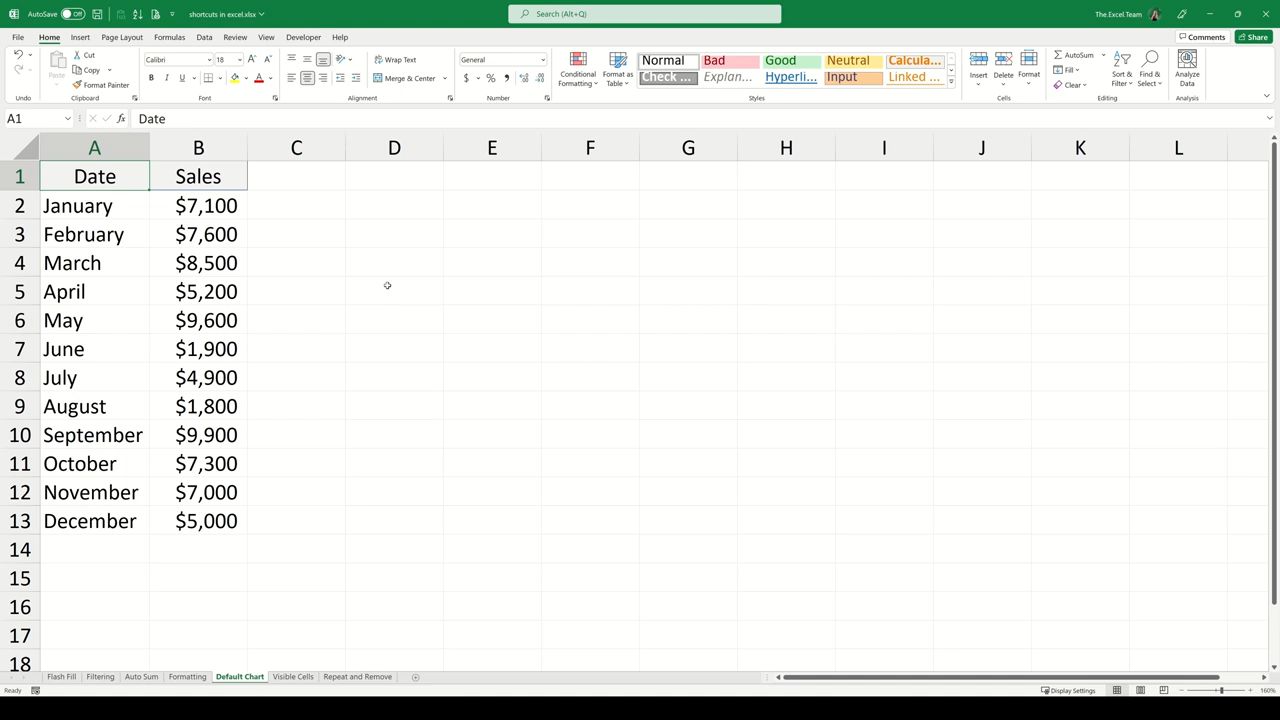 AutoSave Off shortcuts in excel.xlsx Search (Alt+Q) The.Excel.Team
File Home Insert Page Layout Formulas Data Review View Developer Help Comments Share
Cut Calibri 18 Wrap Text General Normal Bad Good Neutral Calcula... AutoSum
Paste Copy Conditional Formatting Format as Table Insert Delete Format Fill Sort & Filter Find & Select Analyze Data
Format Painter B I U Merge & Center $ % Check ... Explan... Hyperli... Input Linked ... Clear
Undo Clipboard Font Alignment Number Styles Cells Editing Analysis
A1 fx Date
A B C D E F G H I J K L
1 Date Sales
2 January $7,100
3 February $7,600
4 March $8,500
5 April $5,200
6 May $9,600
7 June $1,900
8 July $4,900
9 August $1,800
10 September $9,900
11 October $7,300
12 November $7,000
13 December $5,000
14
15
16
17
18
Flash Fill Filtering Auto Sum Formatting Default Chart Visible Cells Repeat and Remove
Ready Display Settings 160%